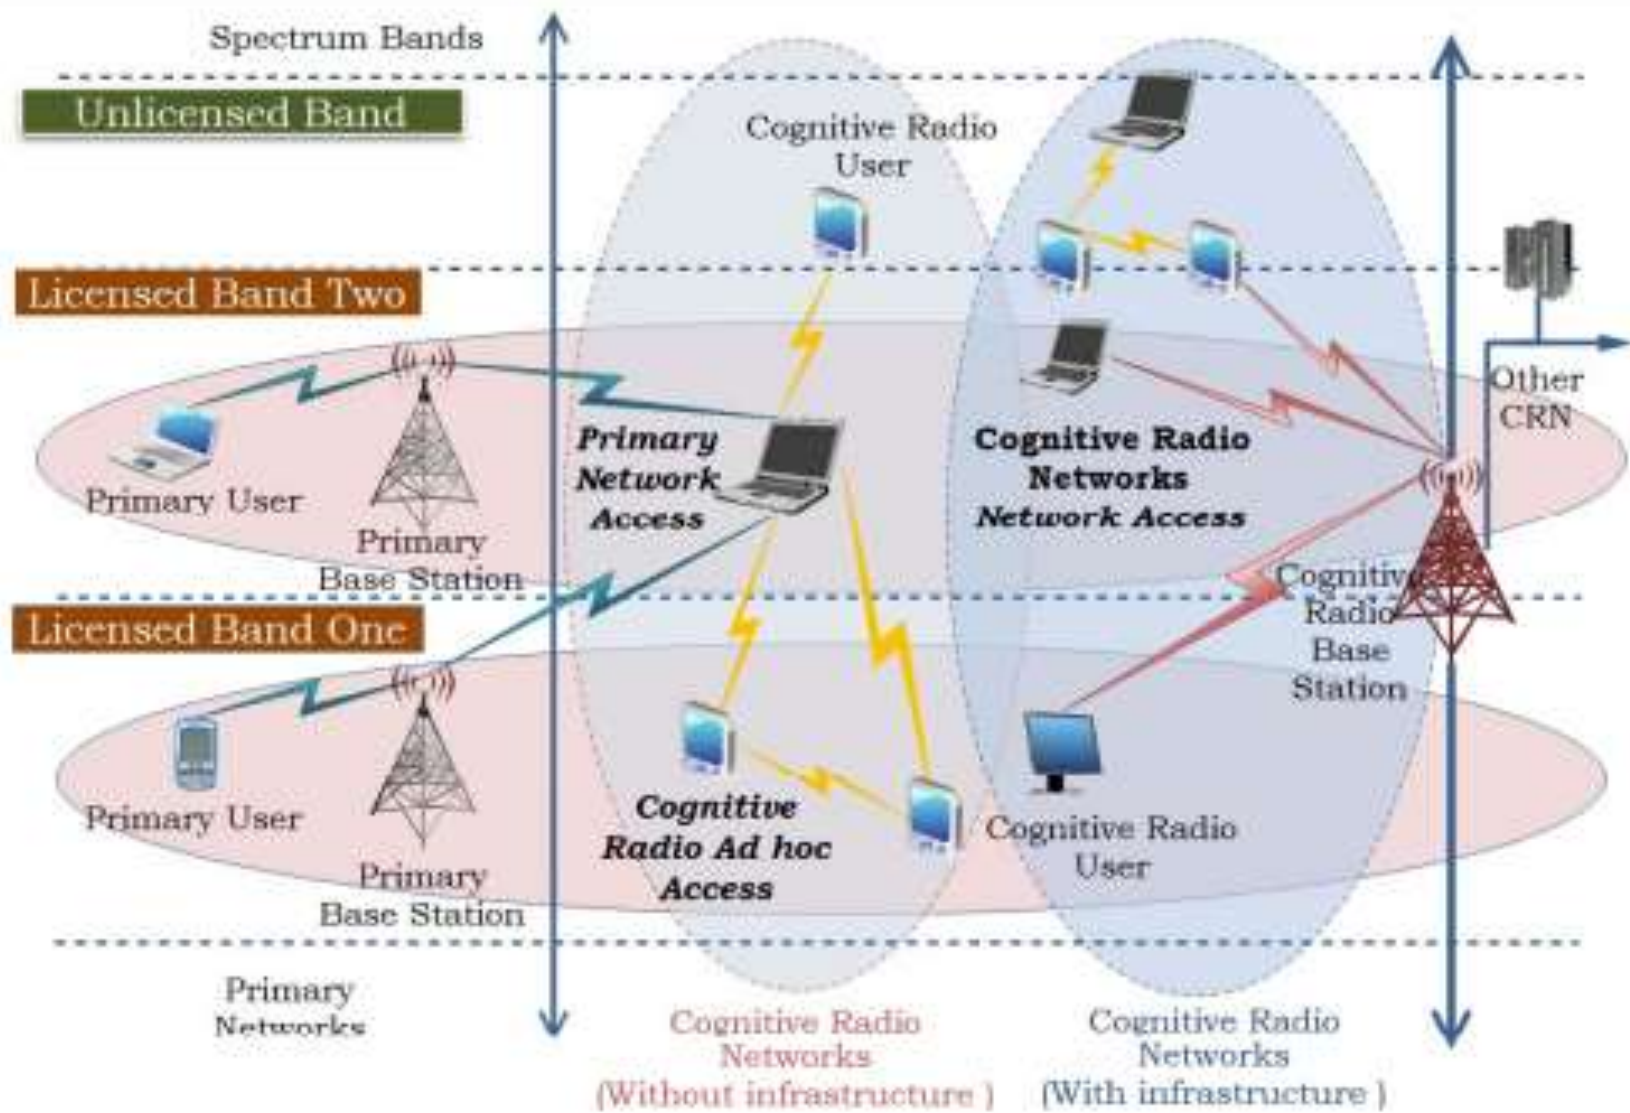 Spectrum Bands
Unlicensed Band
Cognitive Radio
User
Licensed Band Two
Other
CRN
Primary
Network
Access
Cognitive Radio
Networks
Network Access
Primary User
Primary
Base Station
Cognitive
Radio
Base
Station
Licensed Band One
Primary User
Primary
Base Station
Cognitive
Radio Ad hoc
Access
Cognitive Radio
User
Primary
Networks
Cognitive Radio
Networks
(Without infrastructure )
Cognitive Radio
Networks
(With infrastructure )